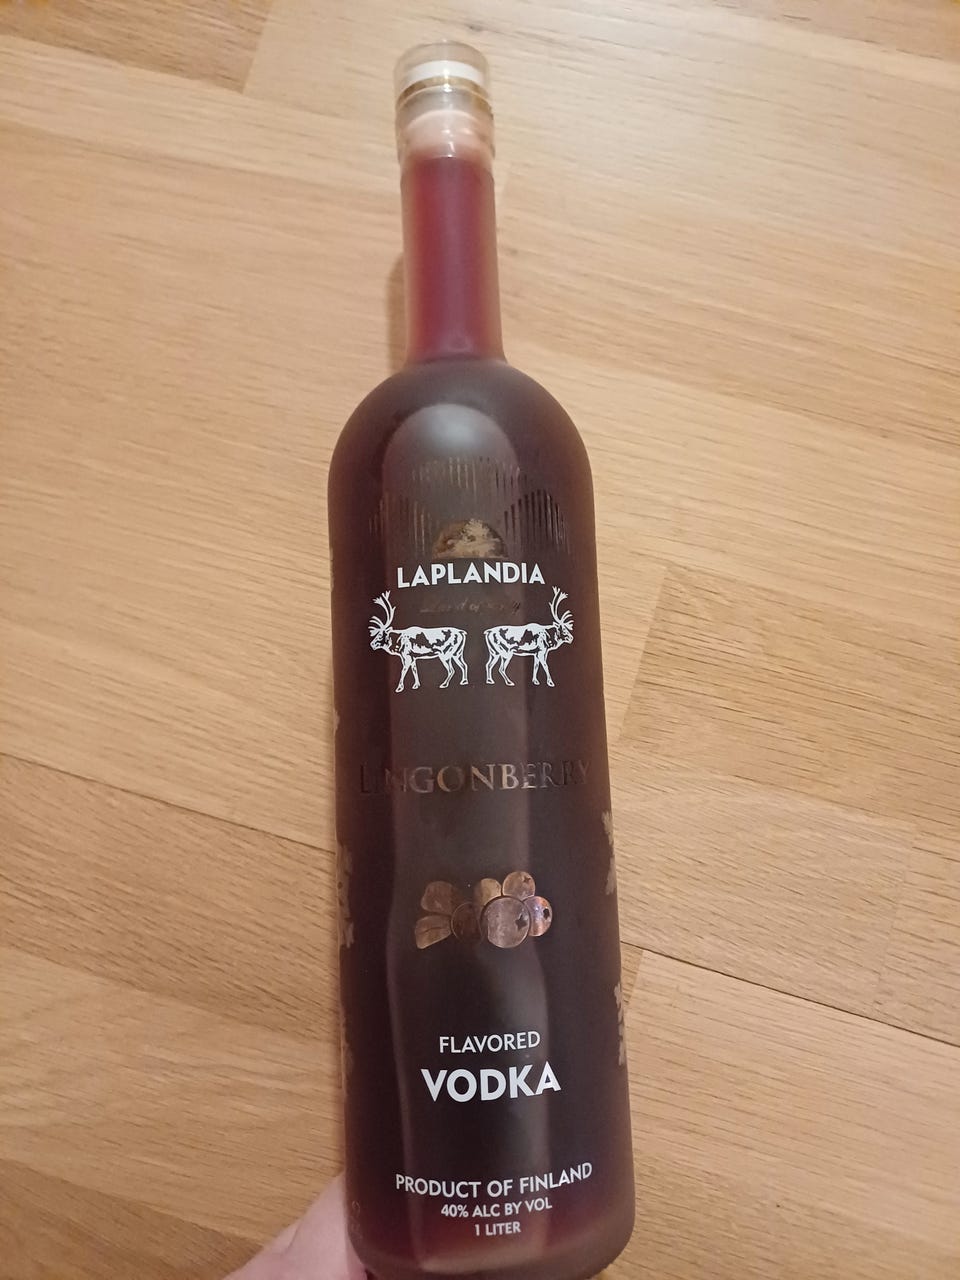 LAPLANDIA
LINGONBERRY
FLAVORED
VODKA
PRODUCT OF FINLAND
40% ALC BY VOL
1 LITER